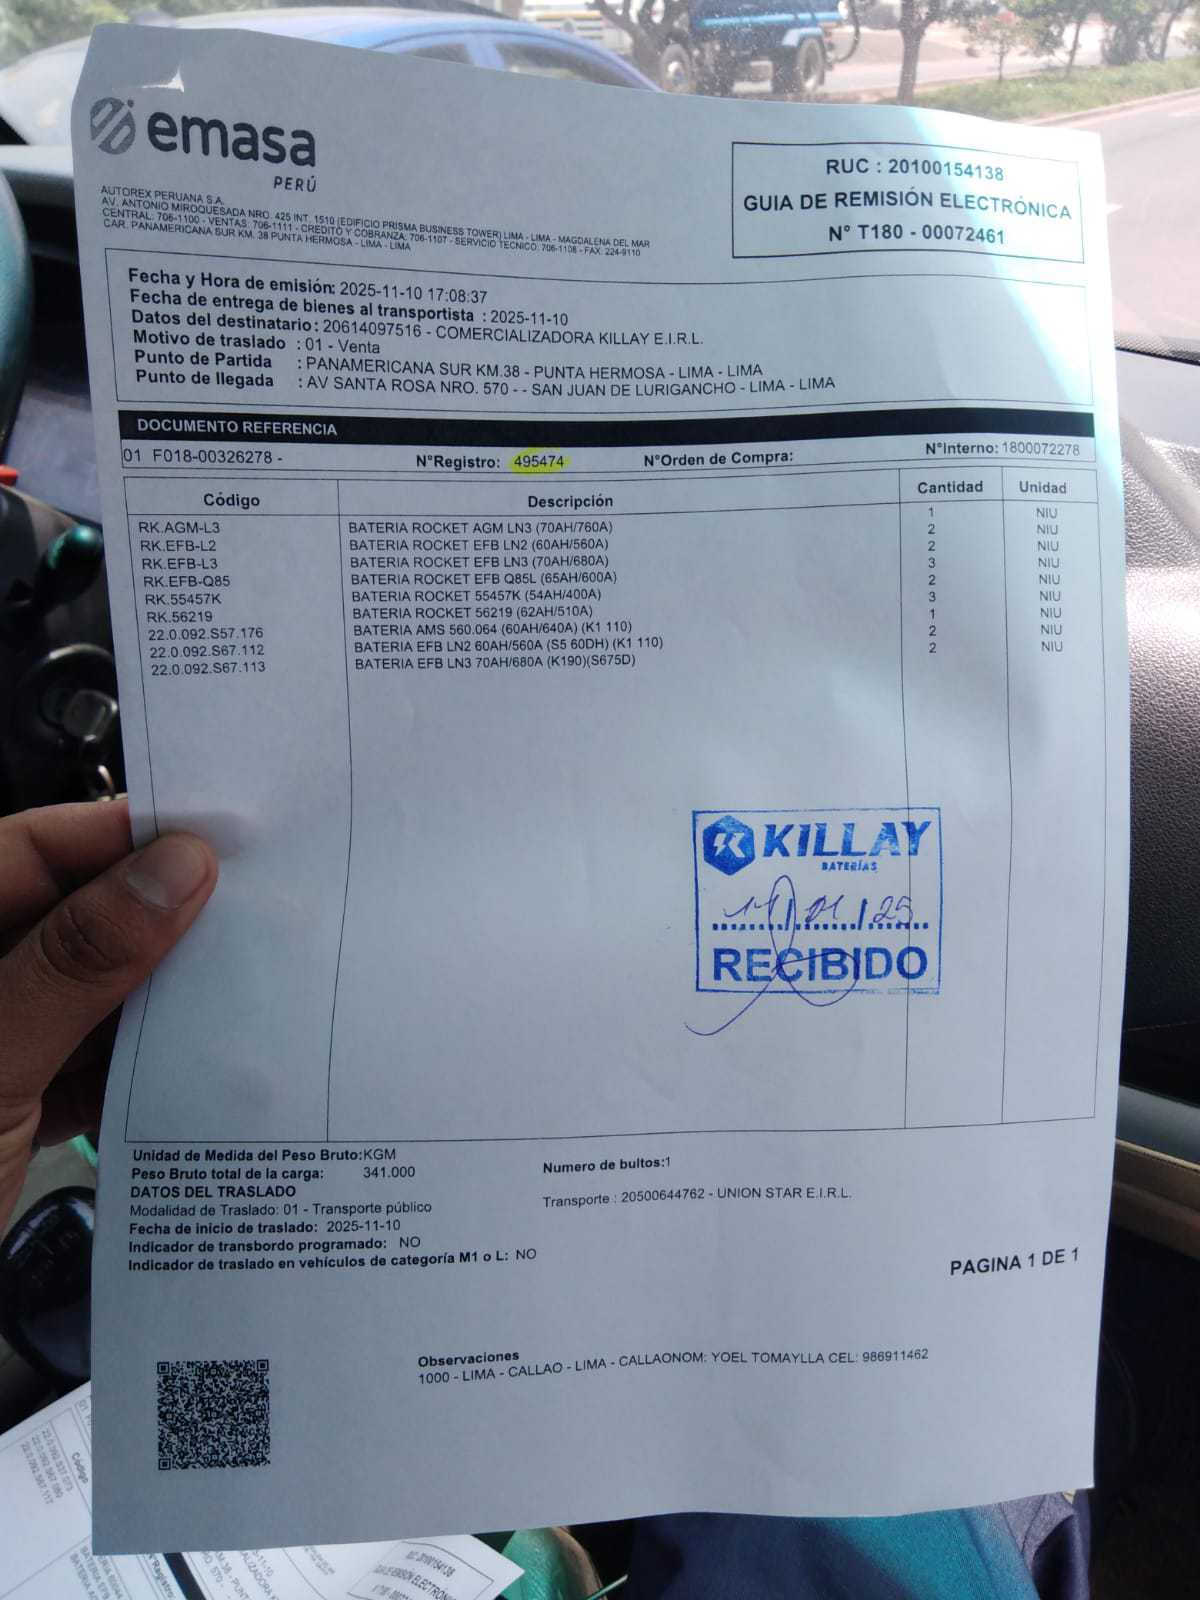 emasa
PERÚ
AUTOREX PERUANA S.A.
AV. ANTONIO MIROQUESADA NRO. 425 INT. 1510 (EDIFICIO PRISMA BUSINESS TOWER) LIMA - LIMA - MAGDALENA DEL MAR
CENTRAL: 706-1100 - VENTAS: 706-1111 - CREDITO Y COBRANZA: 706-1107 - SERVICIO TECNICO: 706-1108 - FAX: 224-9110
CAR. PANAMERICANA SUR KM. 38 PUNTA HERMOSA - LIMA - LIMA
RUC : 20100154138
GUIA DE REMISIÓN ELECTRÓNICA
N° T180 - 00072461
Fecha y Hora de emisión: 2025-11-10 17:08:37
Fecha de entrega de bienes al transportista : 2025-11-10
Datos del destinatario : 20614097516 - COMERCIALIZADORA KILLAY E.I.R.L.
Motivo de traslado : 01 - Venta
Punto de Partida : PANAMERICANA SUR KM.38 - PUNTA HERMOSA - LIMA - LIMA
Punto de llegada : AV SANTA ROSA NRO. 570 - - SAN JUAN DE LURIGANCHO - LIMA - LIMA
DOCUMENTO REFERENCIA
01 F018-00326278 - N°Registro: 495474 N°Orden de Compra: N°Interno: 1800072278
Código Descripción Cantidad Unidad
RK.AGM-L3 BATERIA ROCKET AGM LN3 (70AH/760A) 1 NIU
RK.EFB-L2 BATERIA ROCKET EFB LN2 (60AH/560A) 2 NIU
RK.EFB-L3 BATERIA ROCKET EFB LN3 (70AH/680A) 2 NIU
RK.EFB-Q85 BATERIA ROCKET EFB Q85L (65AH/600A) 3 NIU
RK.55457K BATERIA ROCKET 55457K (54AH/400A) 2 NIU
RK.56219 BATERIA ROCKET 56219 (62AH/510A) 3 NIU
22.0.092.S57.176 BATERIA AMS 560.064 (60AH/640A) (K1 110) 1 NIU
22.0.092.S67.112 BATERIA EFB LN2 60AH/560A (S5 60DH) (K1 110) 2 NIU
22.0.092.S67.113 BATERIA EFB LN3 70AH/680A (K190)(S675D) 2 NIU
KILLAY
BATERÍAS
RECIBIDO
Unidad de Medida del Peso Bruto:KGM
Peso Bruto total de la carga: 341.000
Numero de bultos:1
DATOS DEL TRASLADO
Modalidad de Traslado: 01 - Transporte público
Transporte : 20500644762 - UNION STAR E.I.R.L.
Fecha de inicio de traslado: 2025-11-10
Indicador de transbordo programado: NO
Indicador de traslado en vehículos de categoría M1 o L: NO
PAGINA 1 DE 1
Observaciones
1000 - LIMA - CALLAO - LIMA - CALLAONOM: YOEL TOMAYLLA CEL: 986911462